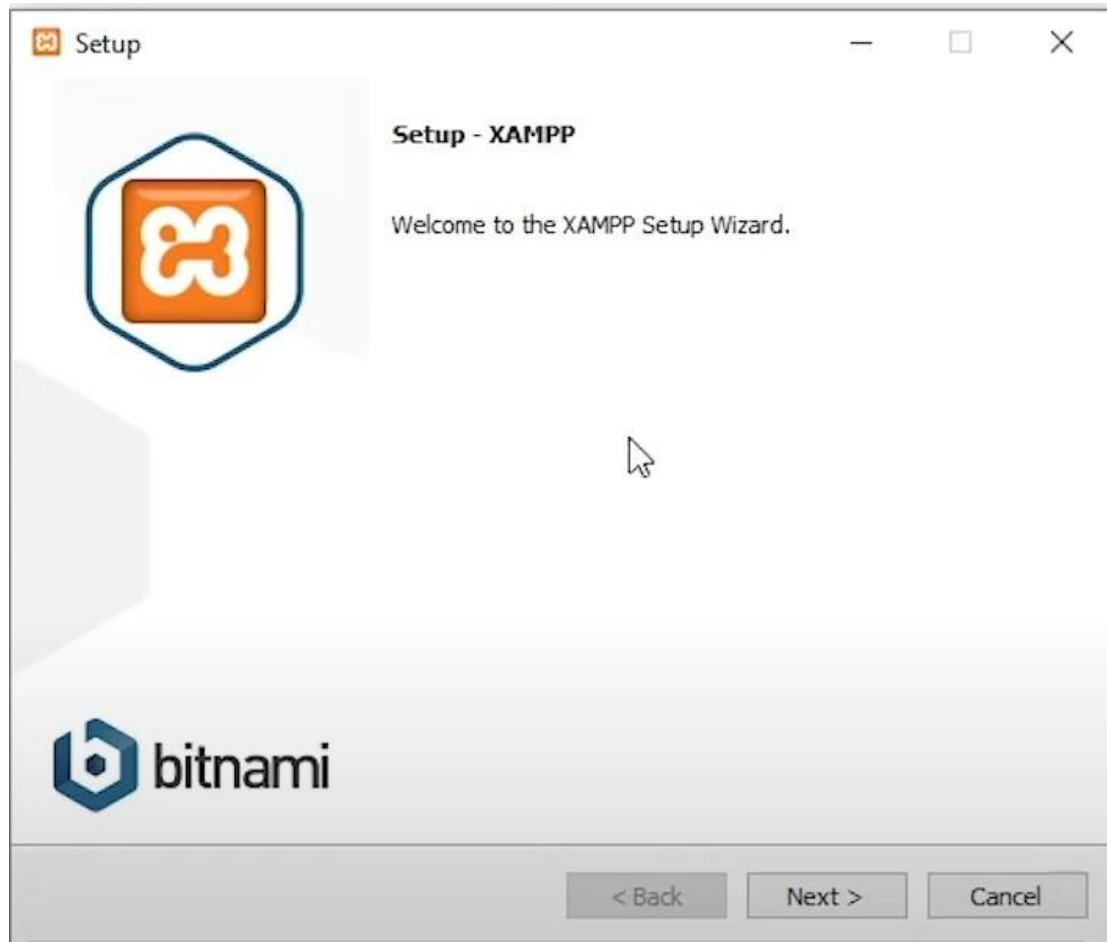 Setup
Setup - XAMPP
Welcome to the XAMPP Setup Wizard.
bitnami
< Back
Next >
Cancel